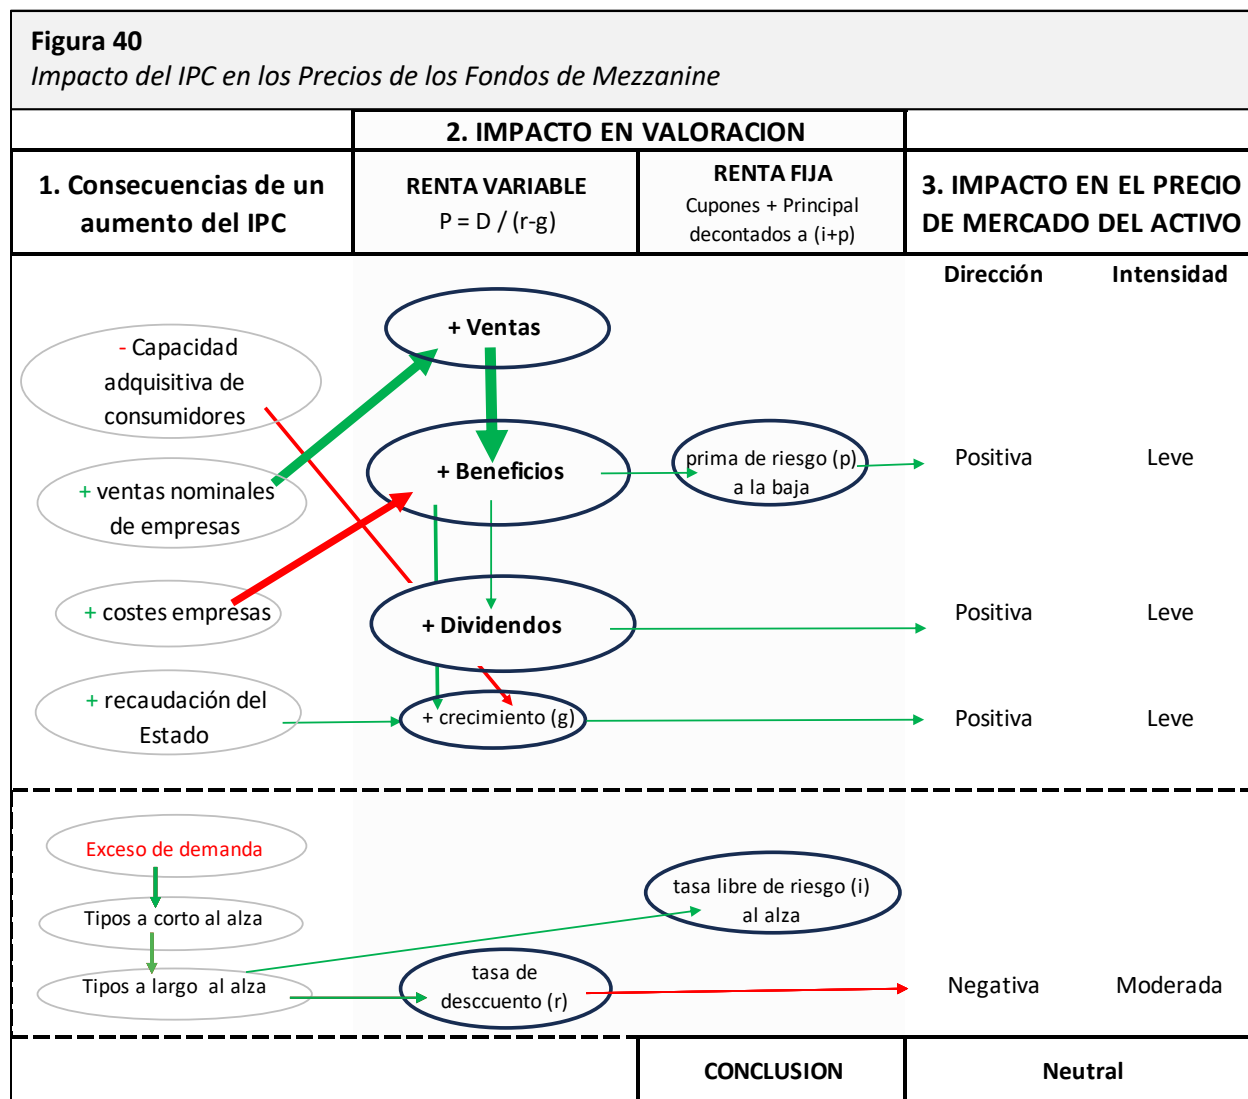 Figura 40
Impacto del IPC en los Precios de los Fondos de Mezzanine
2. IMPACTO EN VALORACION
1. Consecuencias de un
aumento del IPC
RENTA VARIABLE
P = D / (r-g)
RENTA FIJA
Cupones + Principal
decontados a (i+p)
3. IMPACTO EN EL PRECIO
DE MERCADO DEL ACTIVO
Dirección
Intensidad
- Capacidad
adquisitiva de
consumidores
+ ventas nominales
de empresas
+ costes empresas
+ recaudación del
Estado
+ Ventas
+ Beneficios
+ Dividendos
+ crecimiento (g)
prima de riesgo (p)
a la baja
Positiva
Leve
Positiva
Leve
Positiva
Leve
Exceso de demanda
Tipos a corto al alza
Tipos a largo al alza
tasa libre de riesgo (i)
al alza
tasa de
desccuento (r)
Negativa
Moderada
CONCLUSION
Neutral